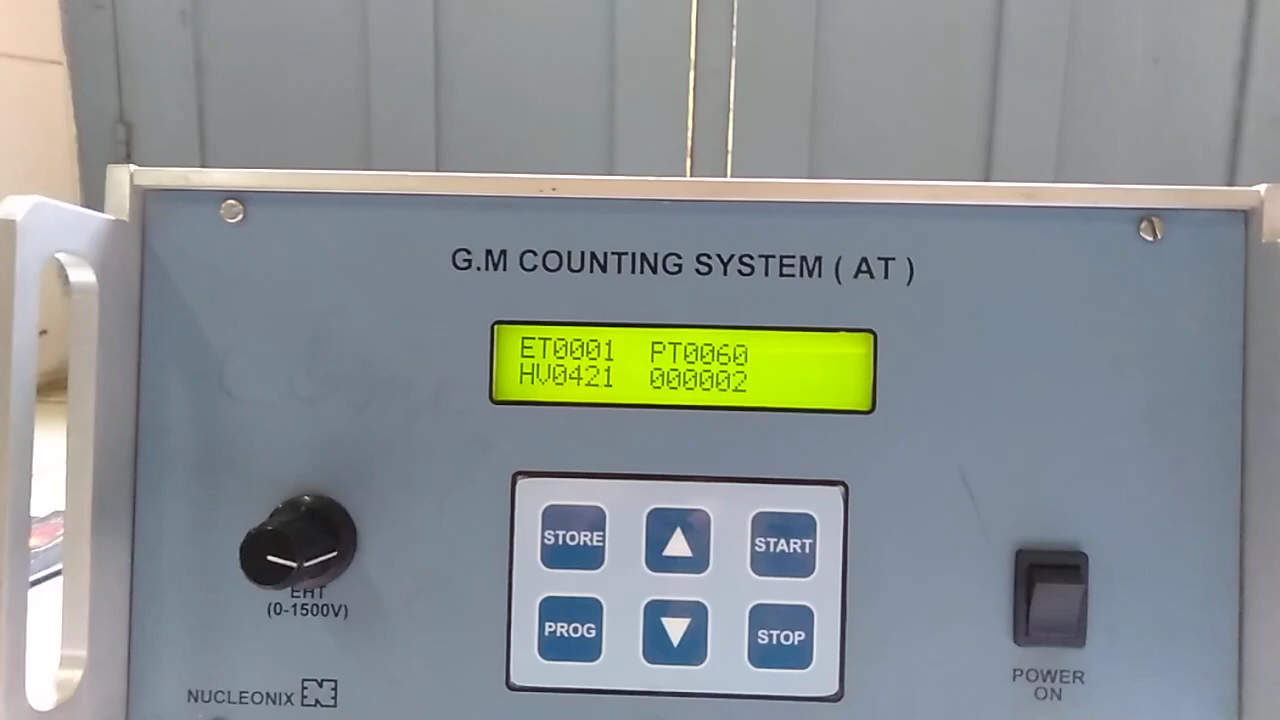 G.M COUNTING SYSTEM ( AT )
ET0001 PT0060
HV0421 000002
STORE
START
PROG
STOP
EHT
(0-1500V)
NUCLEONIX
POWER
ON